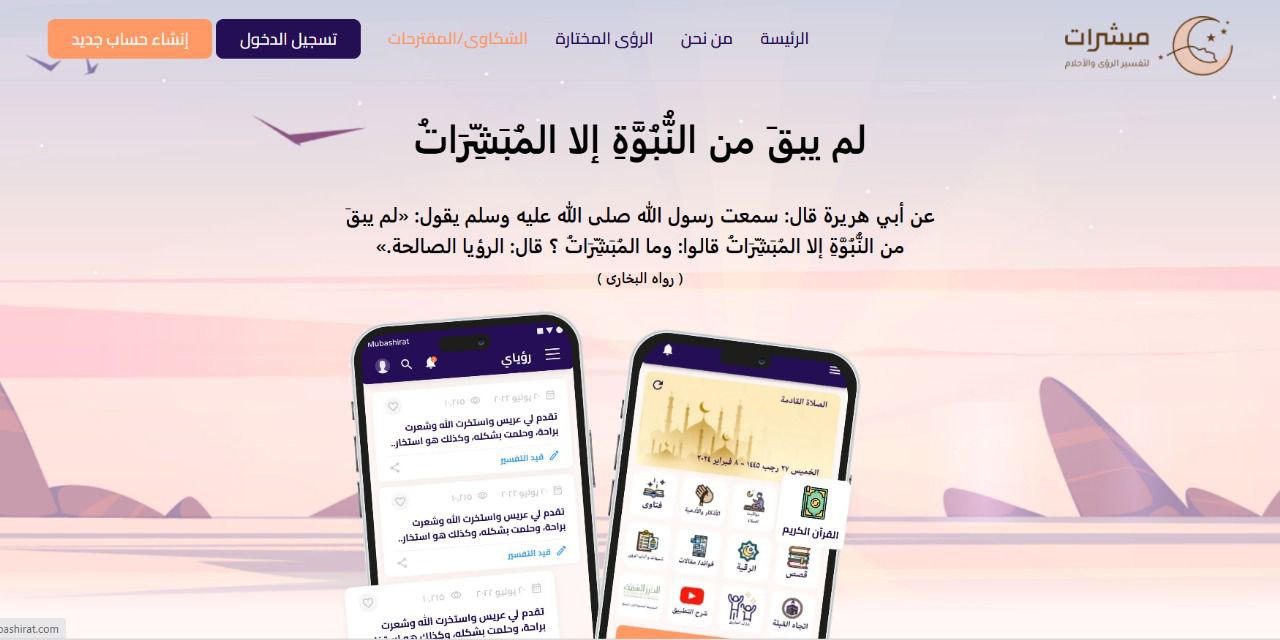 مبشرات
لتفسير الرؤى والأحلام
الرئيسة
من نحن
الرؤى المختارة
الشكاوى/المقترحات
تسجيل الدخول
إنشاء حساب جديد
لم يبقَ من النُّبُوَّةِ إلا المُبَشِّرَاتُ
عن أبي هريرة قال: سمعت رسول الله صلى الله عليه وسلم يقول: «لم يبقَ
من النُّبُوَّةِ إلا المُبَشِّرَاتُ قالوا: وما المُبَشِّرَاتُ ؟ قال: الرؤيا الصالحة.»
( رواه البخارى )
Mubashirat
رؤياي
٢٠ يوليو ٢٠٢٢
١٠,٢١٥
تقدم لي عريس واستخرت الله وشعرت
براحة، وحلمت بشكله، وكذلك هو استخار..
قيد التفسير
٢٠ يوليو ٢٠٢٢
١٠,٢١٥
تقدم لي عريس واستخرت الله وشعرت
براحة، وحلمت بشكله، وكذلك هو استخار..
قيد التفسير
٢٠ يوليو ٢٠٢٢
١٠,٢١٥
تقدم لي عريس واستخرت الله وشعرت
براحة، وحلمت بشكله، وكذلك هو استخار
الصلاة القادمة
الخميس ٢٧ رجب ١٤٤٥ - ٨ فبراير ٢٠٢٤
القرآن الكريم
مواقيت الصلاة
الأذكار والأدعية
فتاوى
قصص
الرقية
فوائد/ مقالات
اتجاه القبلة
شرح التطبيق
bashirat.com